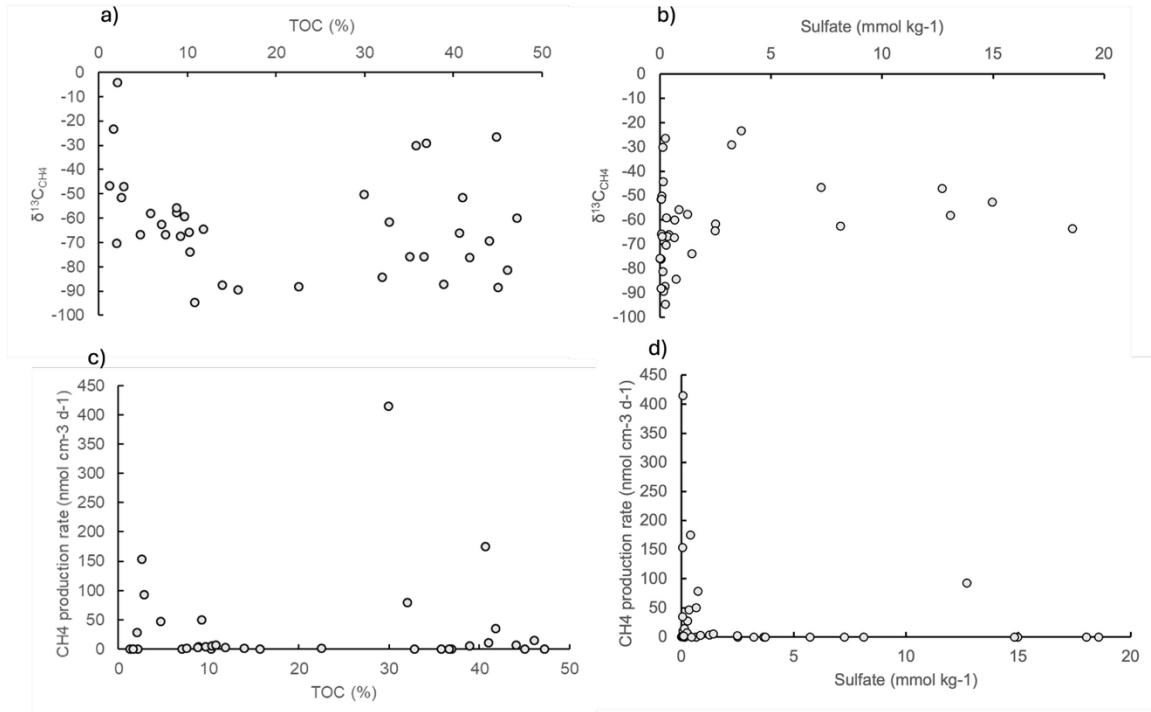 a)
TOC (%)
0 10 20 30 40 50
0
-10
-20
-30
-40
-50
-60
-70
-80
-90
-100
δ¹³C_CH4
b)
Sulfate (mmol kg-1)
0 5 10 15 20
0
-10
-20
-30
-40
-50
-60
-70
-80
-90
-100
δ¹³C_CH4
c)
450
400
350
300
250
200
150
100
50
0
CH4 production rate (nmol cm-3 d-1)
0 10 20 30 40 50
TOC (%)
d)
450
400
350
300
250
200
150
100
50
0
CH4 production rate (nmol cm-3 d-1)
0 5 10 15 20
Sulfate (mmol kg-1)